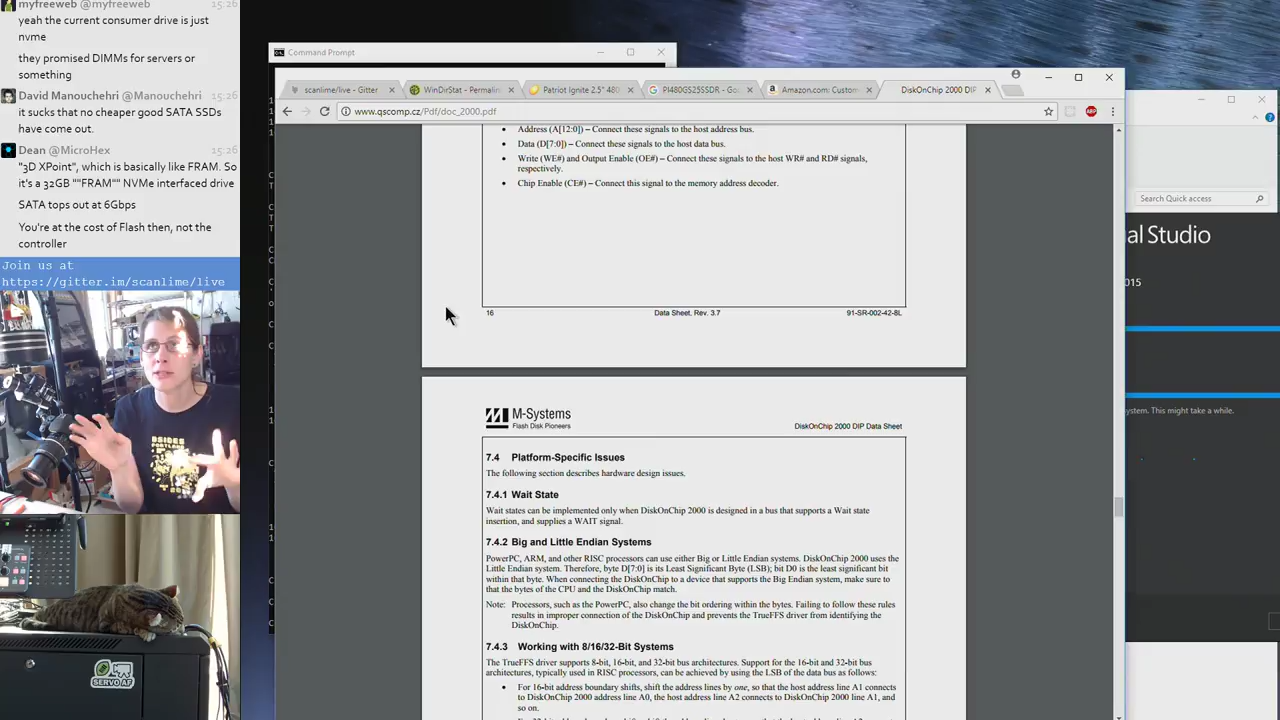 myfreeweb @myfreeweb 15:26
yeah the current consumer drive is just
nvme
they promised DIMMs for servers or
something
David Manouchehri @Manouchehri 15:26
it sucks that no cheaper good SATA SSDs
have come out.
Dean @MicroHex 15:26
"3D XPoint", which is basically like FRAM. So
it's a 32GB ""FRAM"" NVMe interfaced drive
SATA tops out at 6Gbps
You're at the cost of Flash then, not the
controller
Join us at
https://gitter.im/scanlime/live
SERVO AF
Command Prompt
scanlime/live - Gitter
WinDirStat - Permalin
Patriot Ignite 2.5" 480
PI480GS25SSDR - Goo
Amazon.com: Custom
DiskOnChip 2000 DIP
www.qscomp.cz/Pdf/doc_2000.pdf
ABP
• Address (A[12:0]) – Connect these signals to the host address bus.
• Data (D[7:0]) – Connect these signals to the host data bus.
• Write (WE#) and Output Enable (OE#) – Connect these signals to the host WR# and RD# signals,
respectively.
• Chip Enable (CE#) – Connect this signal to the memory address decoder.
16 Data Sheet. Rev. 3.7 91-SR-002-42-8L
M-Systems
Flash Disk Pioneers
DiskOnChip 2000 DIP Data Sheet
7.4 Platform-Specific Issues
The following section describes hardware design issues.
7.4.1 Wait State
Wait states can be implemented only when DiskOnChip 2000 is designed in a bus that supports a Wait state
insertion, and supplies a WAIT signal.
7.4.2 Big and Little Endian Systems
PowerPC, ARM, and other RISC processors can use either Big or Little Endian systems. DiskOnChip 2000 uses the
Little Endian system. Therefore, byte D[7:0] is its Least Significant Byte (LSB); bit D0 is the least significant bit
within that byte. When connecting the DiskOnChip to a device that supports the Big Endian system, make sure to
that the bytes of the CPU and the DiskOnChip match.
Note: Processors, such as the PowerPC, also change the bit ordering within the bytes. Failing to follow these rules
results in improper connection of the DiskOnChip and prevents the TrueFFS driver from identifying the
DiskOnChip.
7.4.3 Working with 8/16/32-Bit Systems
The TrueFFS driver supports 8-bit, 16-bit, and 32-bit bus architectures. Support for the 16-bit and 32-bit bus
architectures, typically used in RISC processors, can be achieved by using the LSB of the data bus as follows:
• For 16-bit address boundary shifts, shift the address lines by one, so that the host address line A1 connects
to DiskOnChip 2000 address line A0, the host address line A2 connects to DiskOnChip 2000 line A1, and
so on.
Search Quick access
al Studio
2015
ystem. This might take a while.